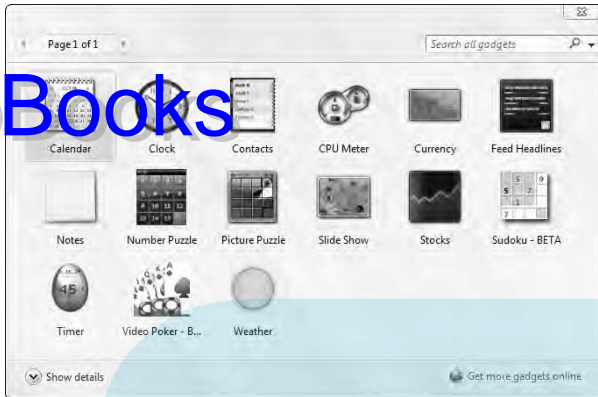 Page 1 of 1
Search all gadgets
Books
Calendar
Clock
Contacts
CPU Meter
Currency
Feed Headlines
Notes
Number Puzzle
Picture Puzzle
Slide Show
Stocks
Sudoku - BETA
Timer
Video Poker - B...
Weather
Show details
Get more gadgets online